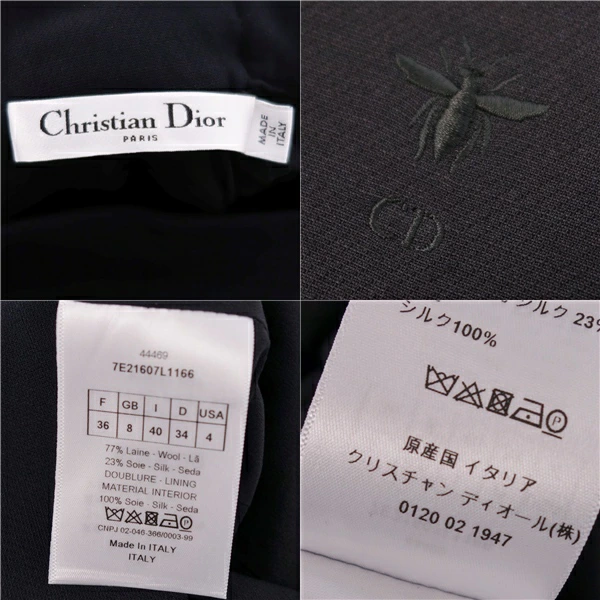 Christian Dior
PARIS
MADE
IN
ITALY
CD
44469
7E21607L1166
F GB I D USA
36 8 40 34 4
77% Laine - Wool - Lã
23% Soie - Silk - Seda
DOUBLURE - LINING
MATERIAL INTERIOR
100% Soie - Silk - Seda
CNPJ 02-046-366/0003-99
Made In ITALY
ITALY
シルク 23%
シルク100%
P
原産国 イタリア
クリスチャン ディオール(株)
0120 02 1947